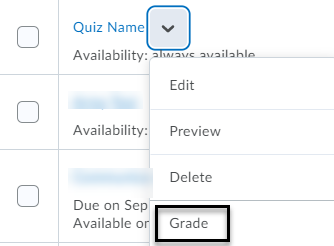 Quiz Name
Availability: always available
Edit
Availability:
Preview
Delete
Due on Sep
Grade
Available on